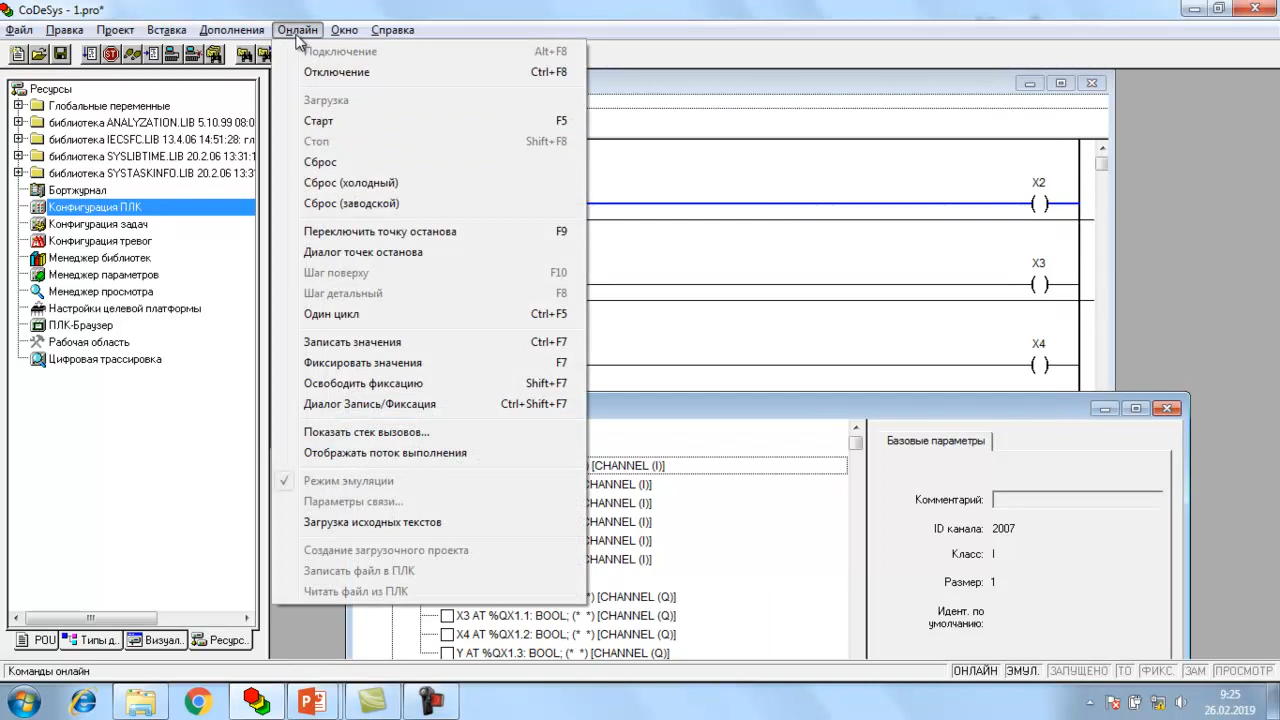 CoDeSys - 1.pro*
Файл Правка Проект Вставка Дополнения Онлайн Окно Справка
Ресурсы
Глобальные переменные
библиотека ANALYZATION.LIB 5.10.99 08:0
библиотека IECSFC.LIB 13.4.06 14:51:28: гл
библиотека SYSLIBTIME.LIB 20.2.06 13:31:1
библиотека SYSTASKINFO.LIB 20.2.06 13:3
Бортжурнал
Конфигурация ПЛК
Конфигурация задач
Конфигурация тревог
Менеджер библиотек
Менеджер параметров
Менеджер просмотра
Настройки целевой платформы
ПЛК-Браузер
Рабочая область
Цифровая трассировка
POU Типы д.. Визуал.. Ресурс..
Подключение Alt+F8
Отключение Ctrl+F8
Загрузка
Старт F5
Стоп Shift+F8
Сброс
Сброс (холодный)
Сброс (заводской)
Переключить точку останова F9
Диалог точек останова
Шаг поверху F10
Шаг детальный F8
Один цикл Ctrl+F5
Записать значения Ctrl+F7
Фиксировать значения F7
Освободить фиксацию Shift+F7
Диалог Запись/Фиксация Ctrl+Shift+F7
Показать стек вызовов...
Отображать поток выполнения
Режим эмуляции
Параметры связи...
Загрузка исходных текстов
Создание загрузочного проекта
Записать файл в ПЛК
Читать файл из ПЛК
X2
X3
X4
) [CHANNEL (I)]
CHANNEL (I)]
CHANNEL (I)]
CHANNEL (I)]
CHANNEL (I)]
CHANNEL (I)]
*) [CHANNEL (Q)]
X3 AT %QX1.1: BOOL; (* *) [CHANNEL (Q)]
X4 AT %QX1.2: BOOL; (* *) [CHANNEL (Q)]
Y AT %QX1.3: BOOL; (* *) [CHANNEL (Q)]
Базовые параметры
Комментарий:
ID канала: 2007
Класс: I
Размер: 1
Идент. по
умолчанию:
Команды онлайн
ОНЛАЙН ЭМУЛ. ЗАПУЩЕНО ТО ФИКС. ЗАМ ПРОСМОТР
9:25
26.02.2019